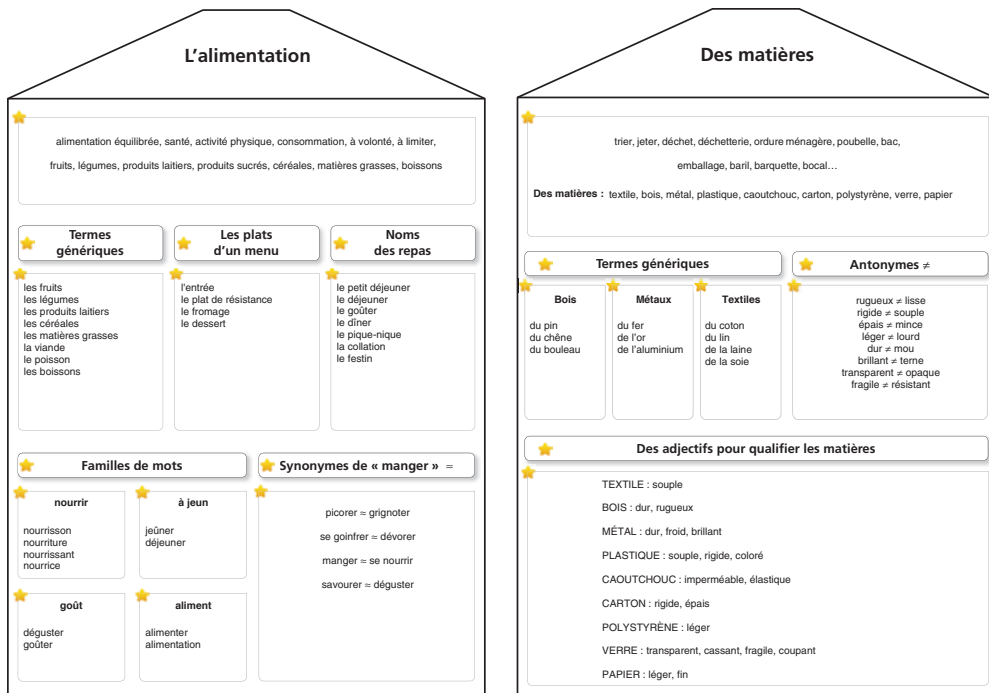 L'alimentation
alimentation équilibrée, santé, activité physique, consommation, à volonté, à limiter,
fruits, légumes, produits laitiers, produits sucrés, céréales, matières grasses, boissons
Termes
génériques
les fruits
les légumes
les produits laitiers
les céréales
les matières grasses
la viande
le poisson
les boissons
Les plats
d'un menu
l'entrée
le plat de résistance
le fromage
le dessert
Noms
des repas
le petit déjeuner
le déjeuner
le goûter
le dîner
le pique-nique
la collation
le festin
Familles de mots
nourrir
nourrisson
nourriture
nourrissant
nourrice
à jeun
jeûner
déjeuner
goût
déguster
goûter
aliment
alimenter
alimentation
Synonymes de « manger » ≈
picorer ≈ grignoter
se goinfrer ≈ dévorer
manger ≈ se nourrir
savourer ≈ déguster
Des matières
trier, jeter, déchet, déchetterie, ordure ménagère, poubelle, bac,
emballage, baril, barquette, bocal…
Des matières : textile, bois, métal, plastique, caoutchouc, carton, polystyrène, verre, papier
Termes génériques
Bois
du pin
du chêne
du bouleau
Métaux
du fer
de l'or
de l'aluminium
Textiles
du coton
du lin
de la laine
de la soie
Antonymes ≠
rugueux ≠ lisse
rigide ≠ souple
épais ≠ mince
léger ≠ lourd
dur ≠ mou
brillant ≠ terne
transparent ≠ opaque
fragile ≠ résistant
Des adjectifs pour qualifier les matières
TEXTILE : souple
BOIS : dur, rugueux
MÉTAL : dur, froid, brillant
PLASTIQUE : souple, rigide, coloré
CAOUTCHOUC : imperméable, élastique
CARTON : rigide, épais
POLYSTYRÈNE : léger
VERRE : transparent, cassant, fragile, coupant
PAPIER : léger, fin